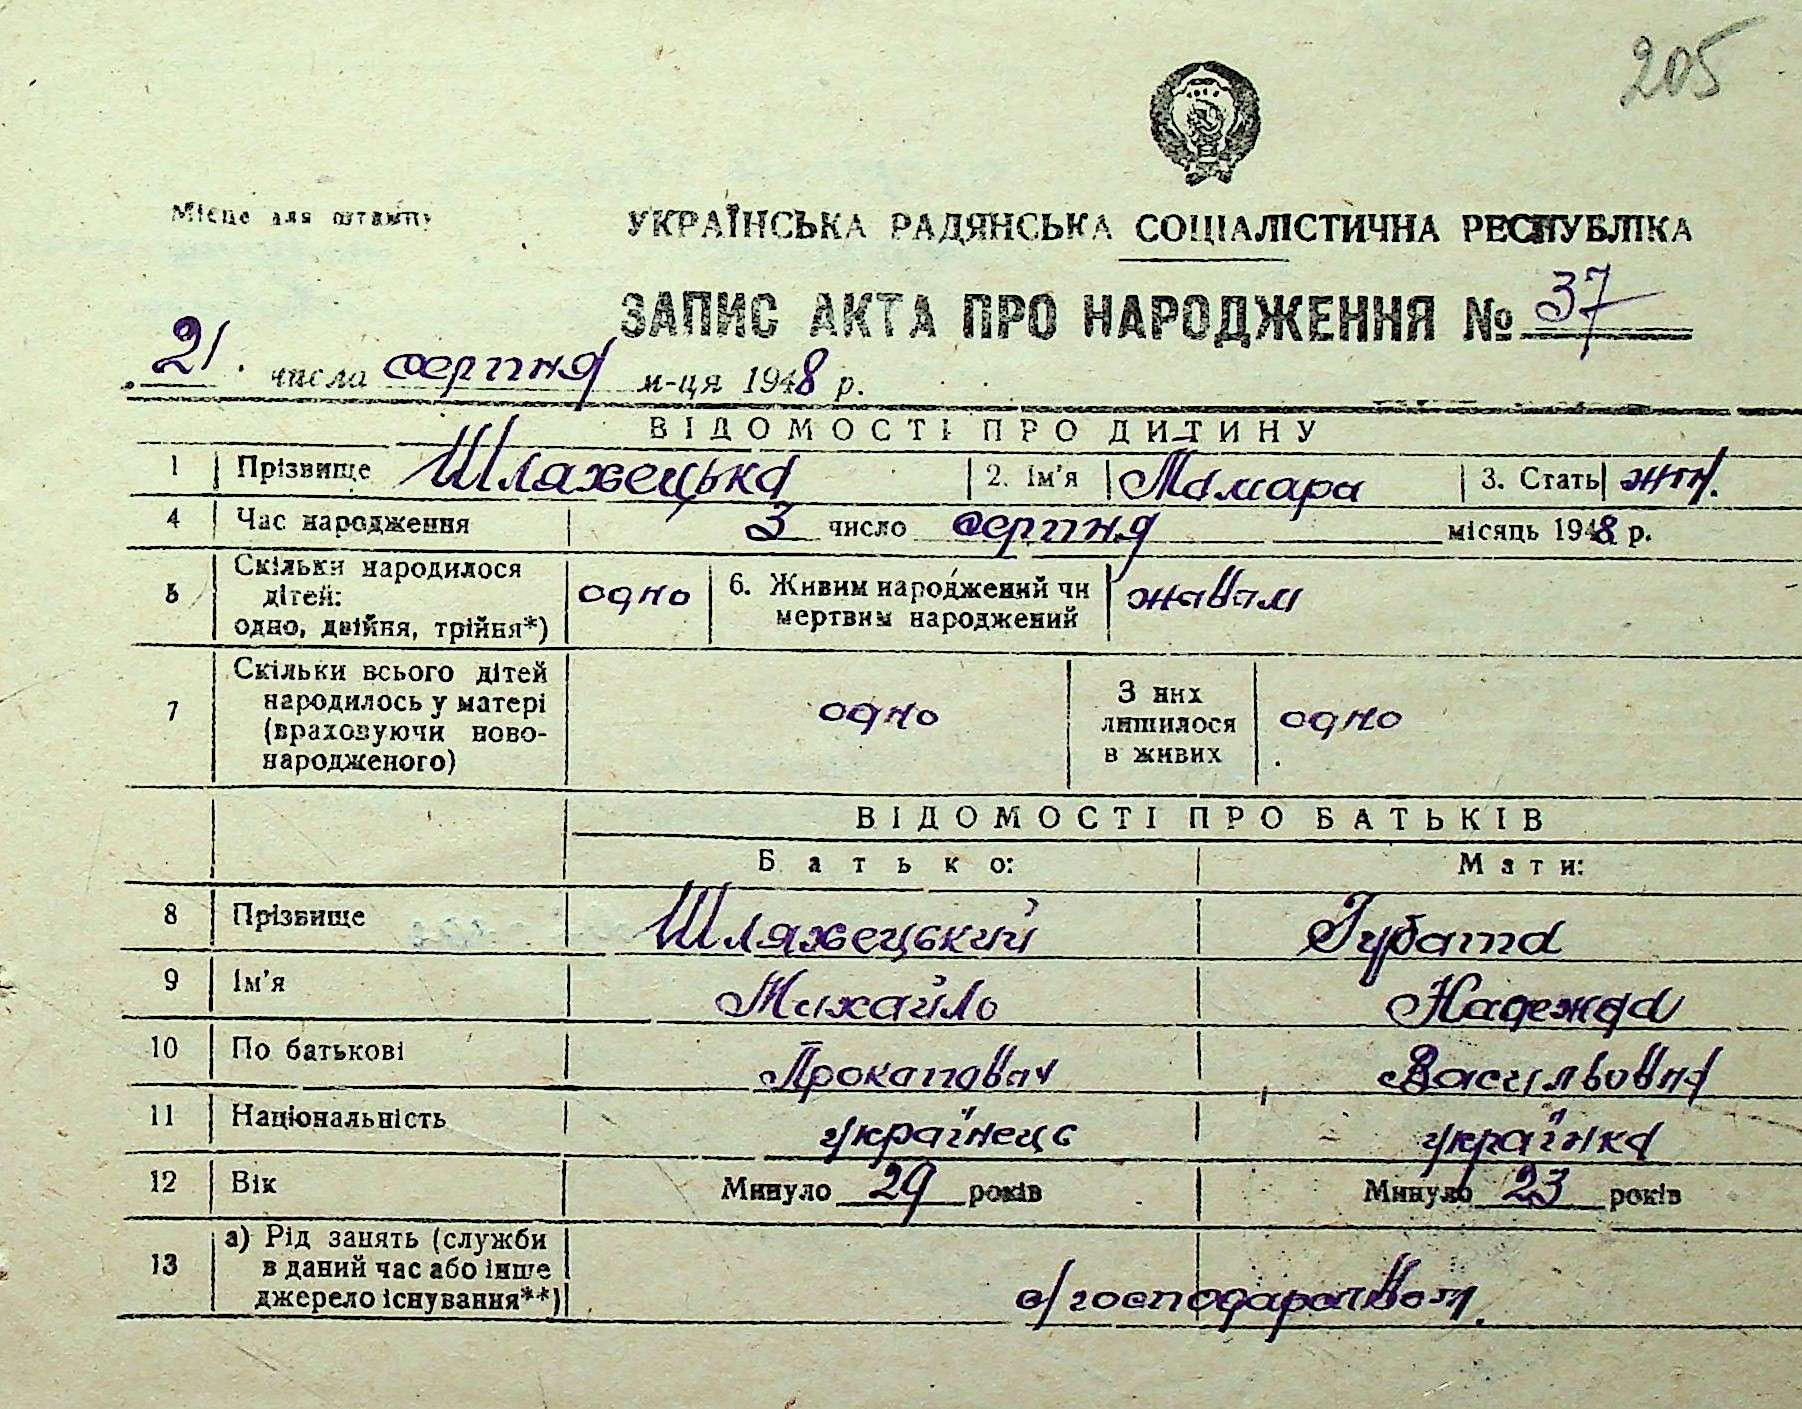 205
Місце для штампу
УКРАЇНСЬКА РАДЯНСЬКА СОЦІАЛІСТИЧНА РЕСПУБЛІКА
ЗАПИС АКТА ПРО НАРОДЖЕННЯ № 37
21 числа серпня м-ця 1948 р.
ВІДОМОСТІ ПРО ДИТИНУ
1 Прізвище Шляхецька 2. Ім'я Тамара 3. Стать жін.
4 Час народження 3 число серпня місяць 1948 р.
5 Скільки народилося дітей: одно, двійня, трійня*) одно 6. Живим народжений чи мертвим народжений живим
7 Скільки всього дітей народилось у матері (враховуючи ново-народженого) одно З них лишилося в живих одно
ВІДОМОСТІ ПРО БАТЬКІВ
Батько: Мати:
8 Прізвище Шляхецький Губата
9 Ім'я Михайло Надежда
10 По батькові Прокапович Васильовна
11 Національність українець українка
12 Вік Минуло 29 років Минуло 23 років
13 а) Рід занять (служби в даний час або інше джерело існування**) с/господарством.